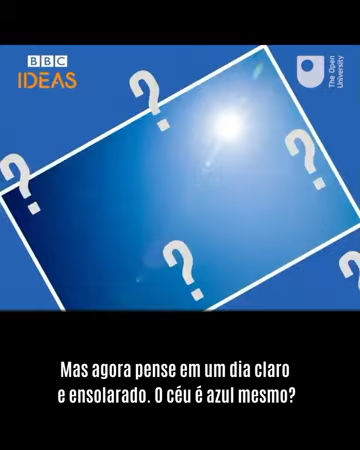 BBC
IDEAS
The Open
University
?
?
?
?
?
Mas agora pense em um dia claro
e ensolarado. O céu é azul mesmo?